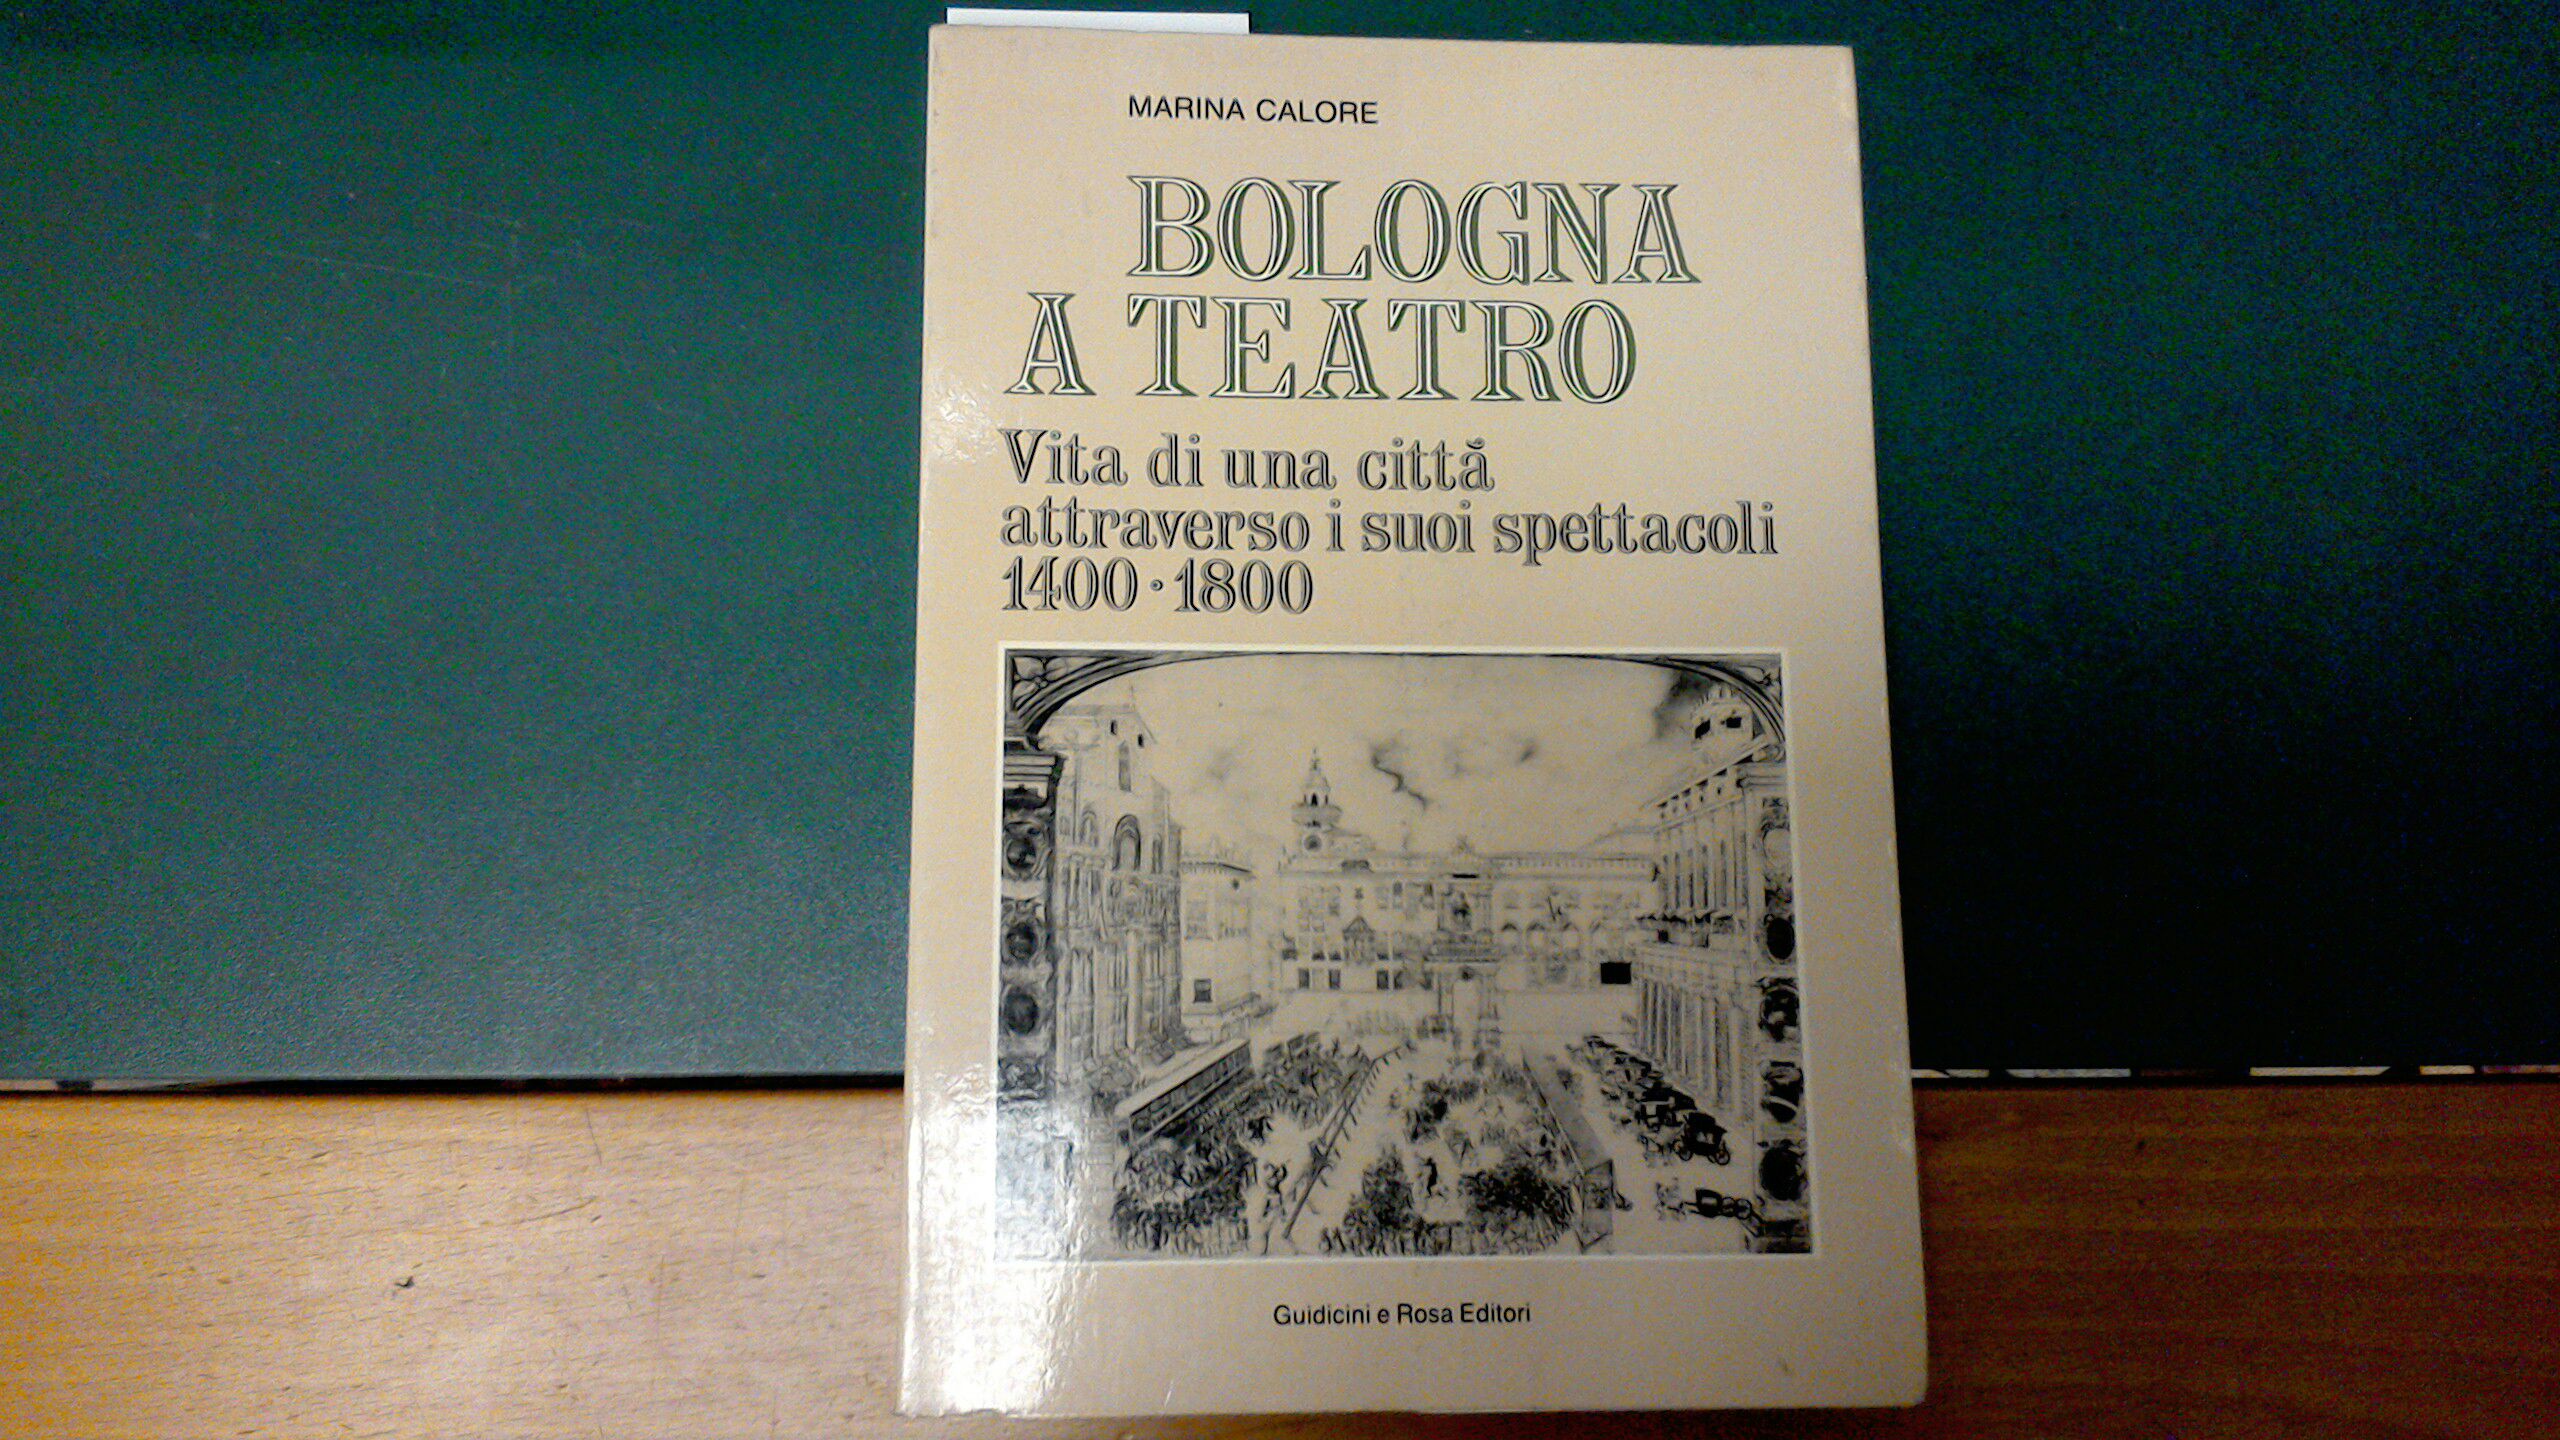 MARINA CALORE
BOLOGNA
A TEATRO
Vita di una città
attraverso i suoi spettacoli
1400 · 1800
Guidicini e Rosa Editori